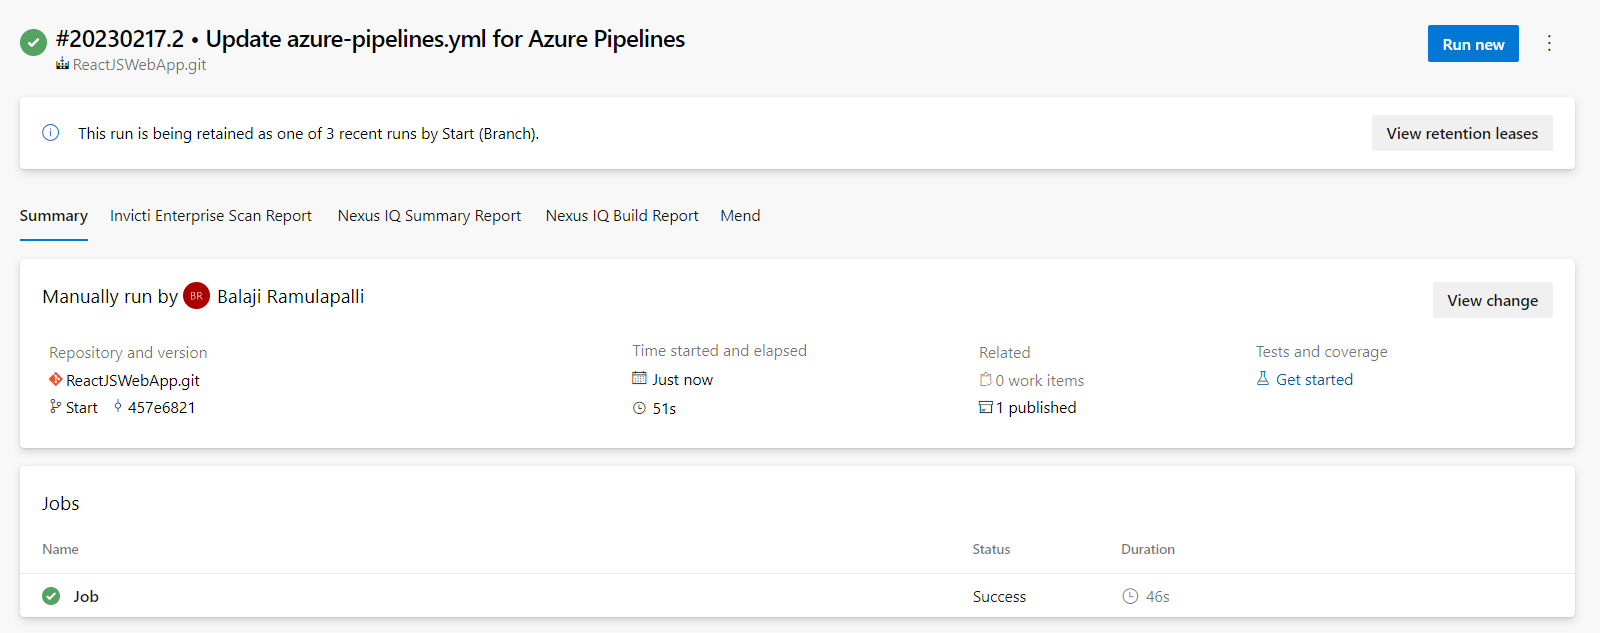 #20230217.2 • Update azure-pipelines.yml for Azure Pipelines
ReactJSWebApp.git
Run new
This run is being retained as one of 3 recent runs by Start (Branch).
View retention leases
Summary Invicti Enterprise Scan Report Nexus IQ Summary Report Nexus IQ Build Report Mend
Manually run by BR Balaji Ramulapalli
View change
Repository and version
ReactJSWebApp.git
Start 457e6821
Time started and elapsed
Just now
51s
Related
0 work items
1 published
Tests and coverage
Get started
Jobs
Name Status Duration
Job Success 46s